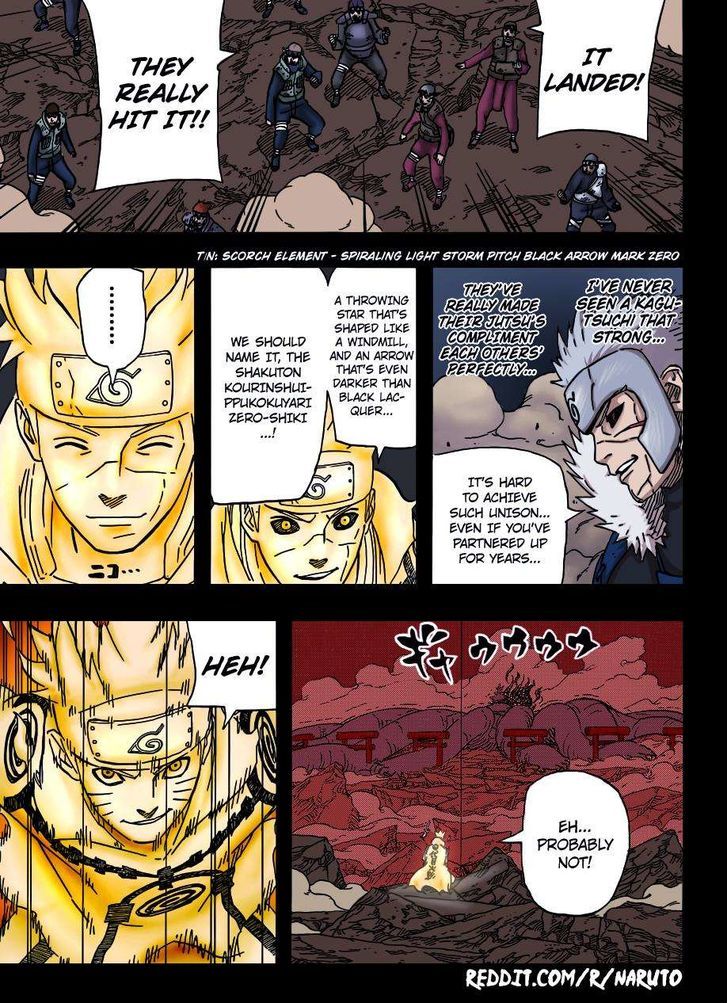 IT
LANDED!
THEY
REALLY
HIT IT!!
T/N: SCORCH ELEMENT - SPIRALING LIGHT STORM PITCH BLACK ARROW MARK ZERO
I'VE NEVER
SEEN A KAGU-
TSUCHI THAT
STRONG...
THEY'VE
REALLY MADE
THEIR JUTSU'S
COMPLIMENT
EACH OTHERS'
PERFECTLY...
IT'S HARD
TO ACHIEVE
SUCH UNISON...
EVEN IF YOU'VE
PARTNERED UP
FOR YEARS...
A THROWING
STAR THAT'S
SHAPED LIKE
A WINDMILL,
AND AN ARROW
THAT'S EVEN
DARKER THAN
BLACK LAC-
QUER...
WE SHOULD
NAME IT, THE
SHAKUTON
KOURINSHUI-
PPUKOKUYARI
ZERO-SHIKI
...!
........
ニコ...
ギャウウウウ
EH...
PROBABLY
NOT!
HEH!
REDDIT.COM/R/NARUTO